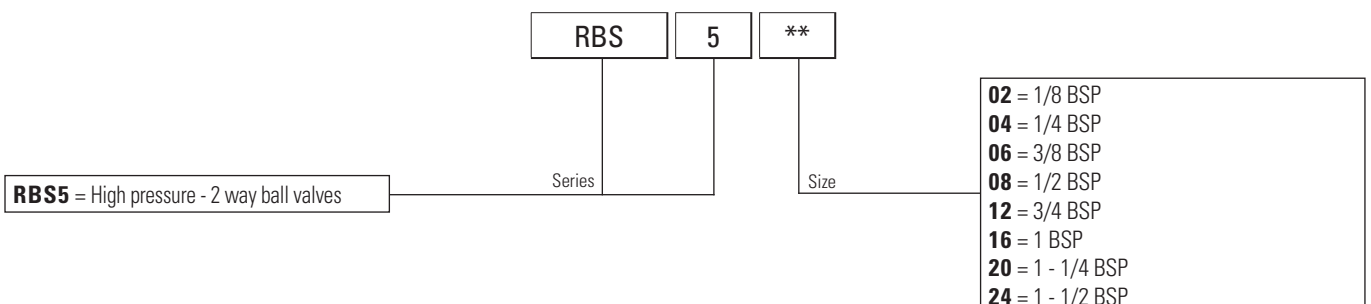 RBS 5 **
02 = 1/8 BSP
04 = 1/4 BSP
06 = 3/8 BSP
08 = 1/2 BSP
12 = 3/4 BSP
16 = 1 BSP
20 = 1 - 1/4 BSP
24 = 1 - 1/2 BSP
Series
Size
RBS5 = High pressure - 2 way ball valves